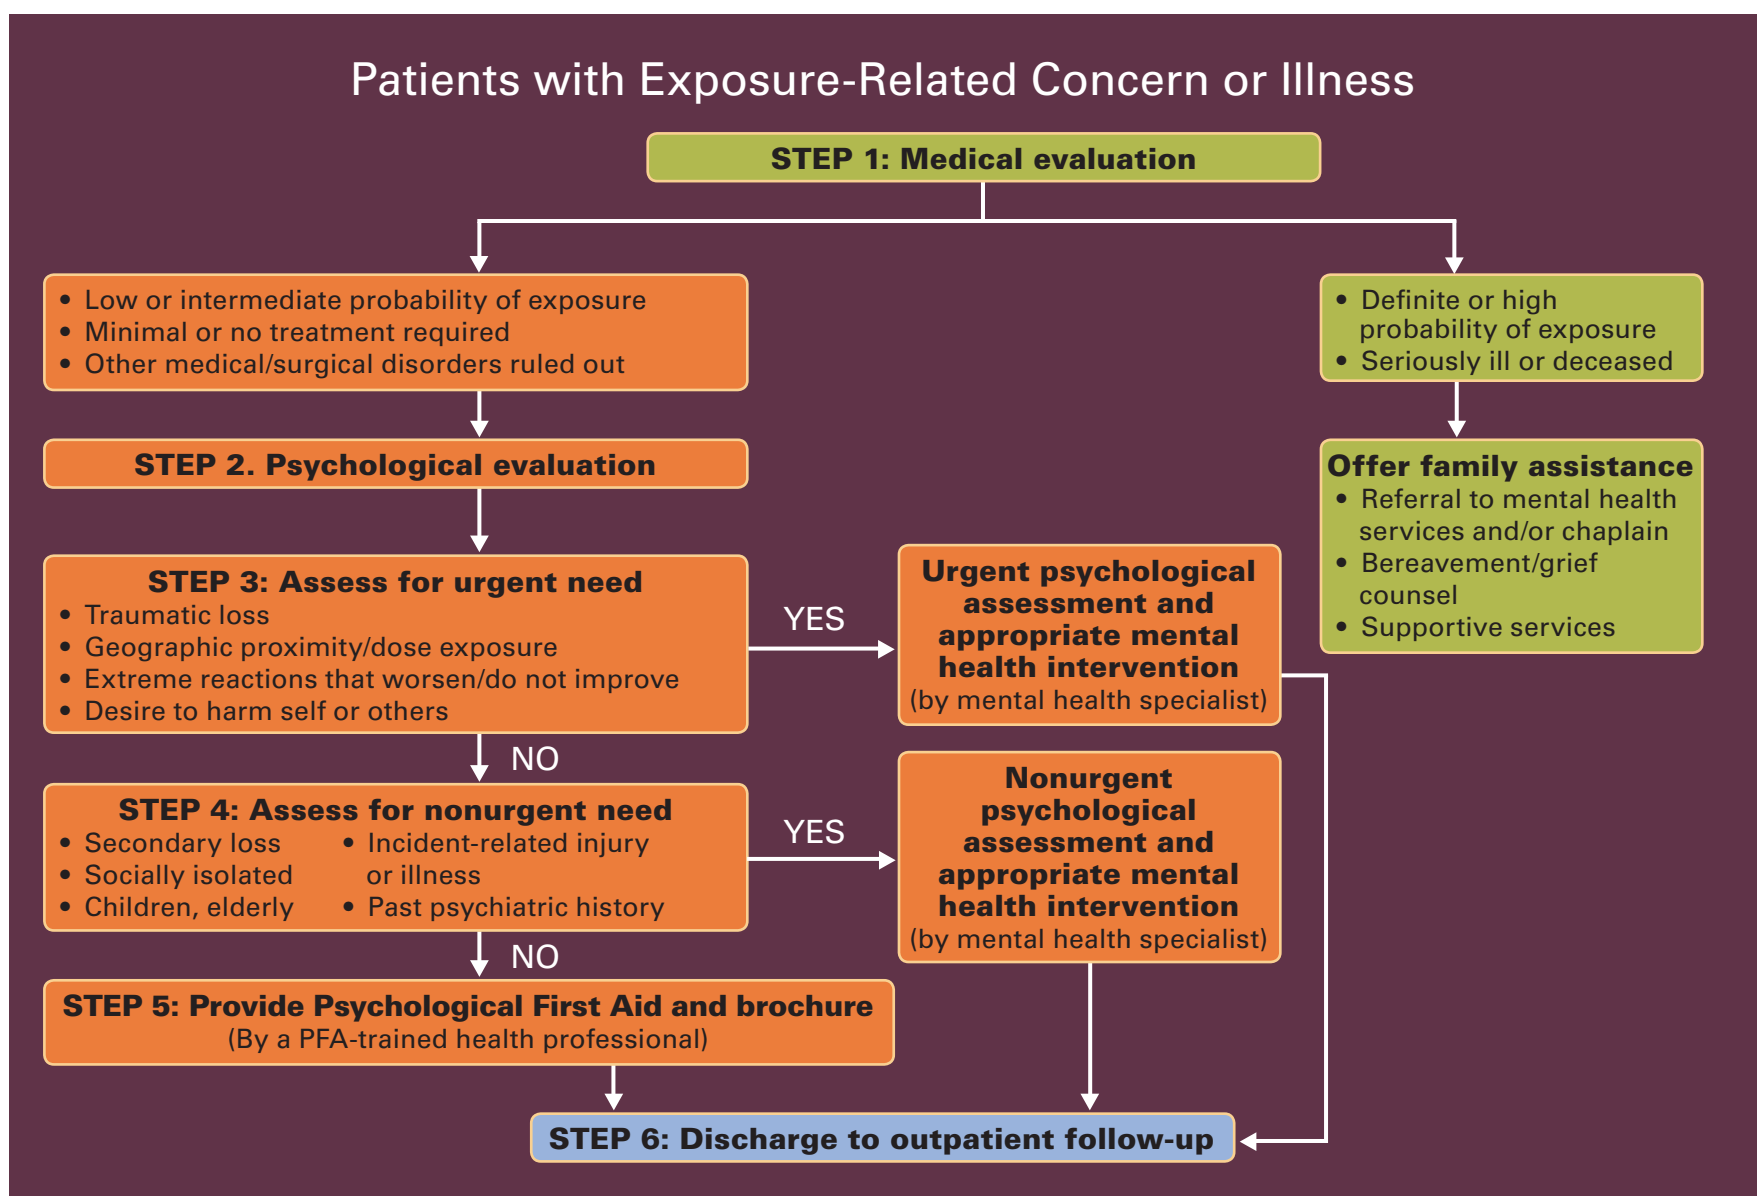 Patients with Exposure-Related Concern or Illness
STEP 1: Medical evaluation
• Low or intermediate probability of exposure
• Minimal or no treatment required
• Other medical/surgical disorders ruled out
• Definite or high
probability of exposure
• Seriously ill or deceased
STEP 2. Psychological evaluation
Offer family assistance
• Referral to mental health
services and/or chaplain
• Bereavement/grief
counsel
• Supportive services
STEP 3: Assess for urgent need
• Traumatic loss
• Geographic proximity/dose exposure
• Extreme reactions that worsen/do not improve
• Desire to harm self or others
YES
Urgent psychological
assessment and
appropriate mental
health intervention
(by mental health specialist)
NO
STEP 4: Assess for nonurgent need
• Secondary loss
• Socially isolated
• Children, elderly
• Incident-related injury
or illness
• Past psychiatric history
YES
Nonurgent
psychological
assessment and
appropriate mental
health intervention
(by mental health specialist)
NO
STEP 5: Provide Psychological First Aid and brochure
(By a PFA-trained health professional)
STEP 6: Discharge to outpatient follow-up